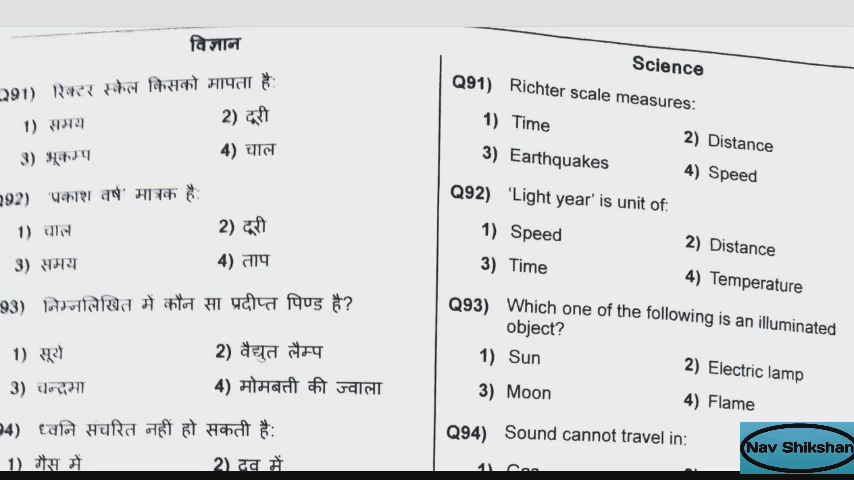 विज्ञान
Q91) रिक्टर स्केल किसको मापता है:
1) समय 2) दूरी
3) भूकम्प 4) चाल
Q92) 'प्रकाश वर्ष' मात्रक है:
1) चाल 2) दूरी
3) समय 4) ताप
93) निम्नलिखित में कौन सा प्रदीप्त पिण्ड है?
1) सूर्य 2) वैद्युत लैम्प
3) चन्द्रमा 4) मोमबत्ती की ज्वाला
94) ध्वनि संचरित नहीं हो सकती है:
1) गैस में 2) द्रव में
Science
Q91) Richter scale measures:
1) Time 2) Distance
3) Earthquakes 4) Speed
Q92) 'Light year' is unit of:
1) Speed 2) Distance
3) Time 4) Temperature
Q93) Which one of the following is an illuminated
object?
1) Sun 2) Electric lamp
3) Moon 4) Flame
Q94) Sound cannot travel in:
1) Gas
Nav Shikshan